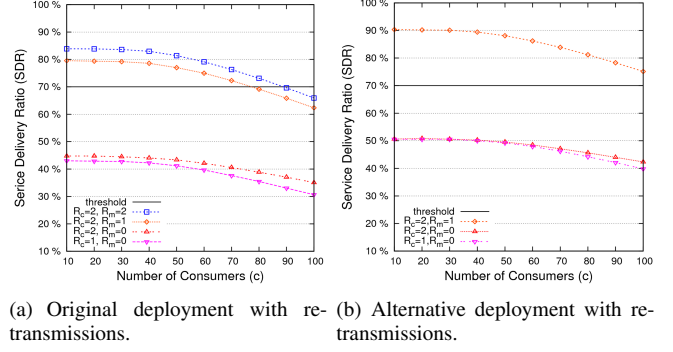 100 %
90 %
80 %
70 %
60 %
50 %
40 %
30 %
20 %
10 %
Serice Delivery Ratio (SDR)
threshold
Rc=2, Rm=2
Rc=2, Rm=1
Rc=2, Rm=0
Rc=1, Rm=0
10 20 30 40 50 60 70 80 90 100
Number of Consumers (c)
(a) Original deployment with re-
transmissions.
100 %
90 %
80 %
70 %
60 %
50 %
40 %
30 %
20 %
10 %
Service Delivery Ratio (SDR)
threshold
Rc=2,Rm=1
Rc=2,Rm=0
Rc=1,Rm=0
10 20 30 40 50 60 70 80 90 100
Number of Consumers (c)
(b) Alternative deployment with re-
transmissions.